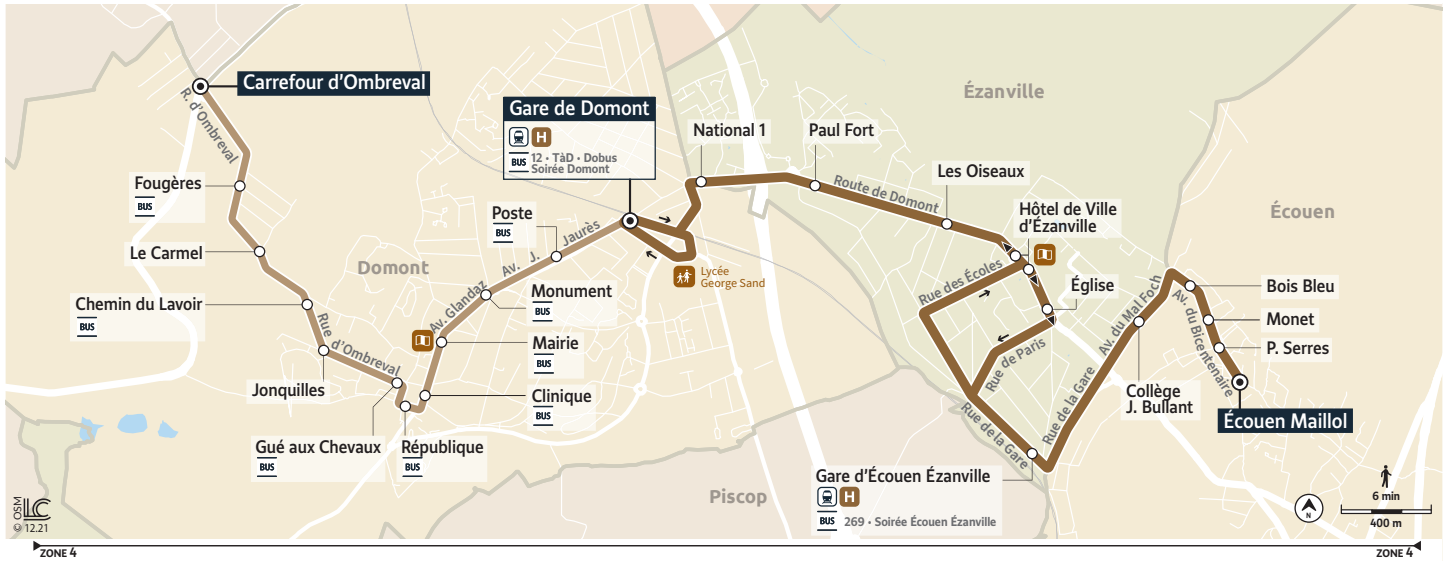 Carrefour d'Ombreval
R. d'Ombreval
Fougères
BUS
Le Carmel
Chemin du Lavoir
BUS
Rue d'Ombreval
Jonquilles
Gué aux Chevaux
BUS
République
BUS
Domont
Clinique
BUS
Mairie
BUS
Av. Glandaz
Monument
BUS
Poste
BUS
Av. J. Jaurès
Gare de Domont
H
BUS 12 • TàD • Dobus
Soirée Domont
Lycée
George Sand
National 1
Paul Fort
Route de Domont
Les Oiseaux
Ézanville
Hôtel de Ville
d'Ézanville
Rue des Écoles
Église
Rue de Paris
Rue de la Gare
Gare d'Écouen Ézanville
H
BUS 269 • Soirée Écouen Ézanville
Piscop
Rue de la Gare
Av. du Mal Foch
Collège
J. Bullant
Écouen
Bois Bleu
Monet
P. Serres
Av. du Bicentenaire
Écouen Maillol
N
6 min
400 m
© OSM
LC
12.21
ZONE 4
ZONE 4